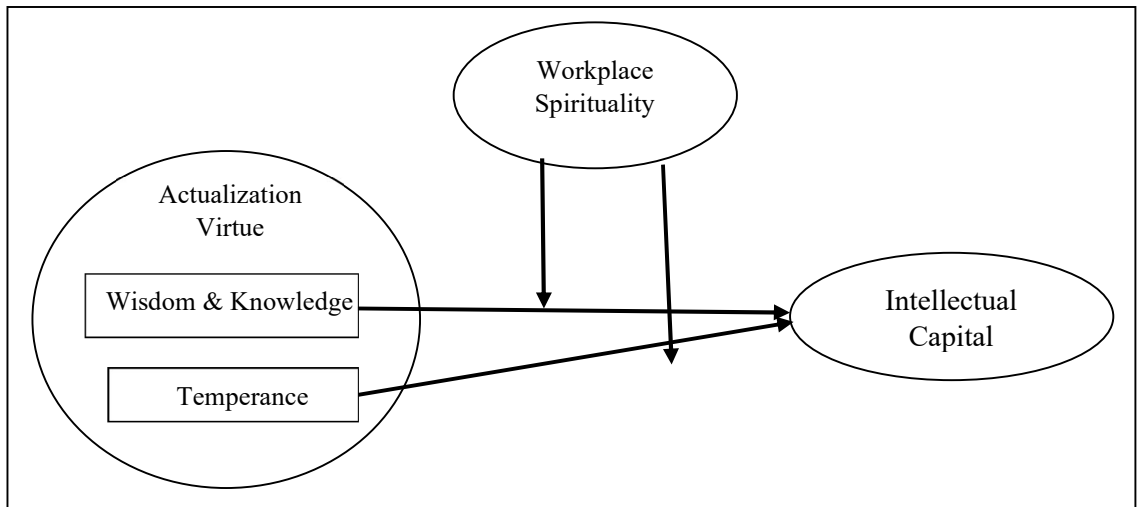 Workplace
Spirituality
Actualization
Virtue
Wisdom & Knowledge
Temperance
Intellectual
Capital